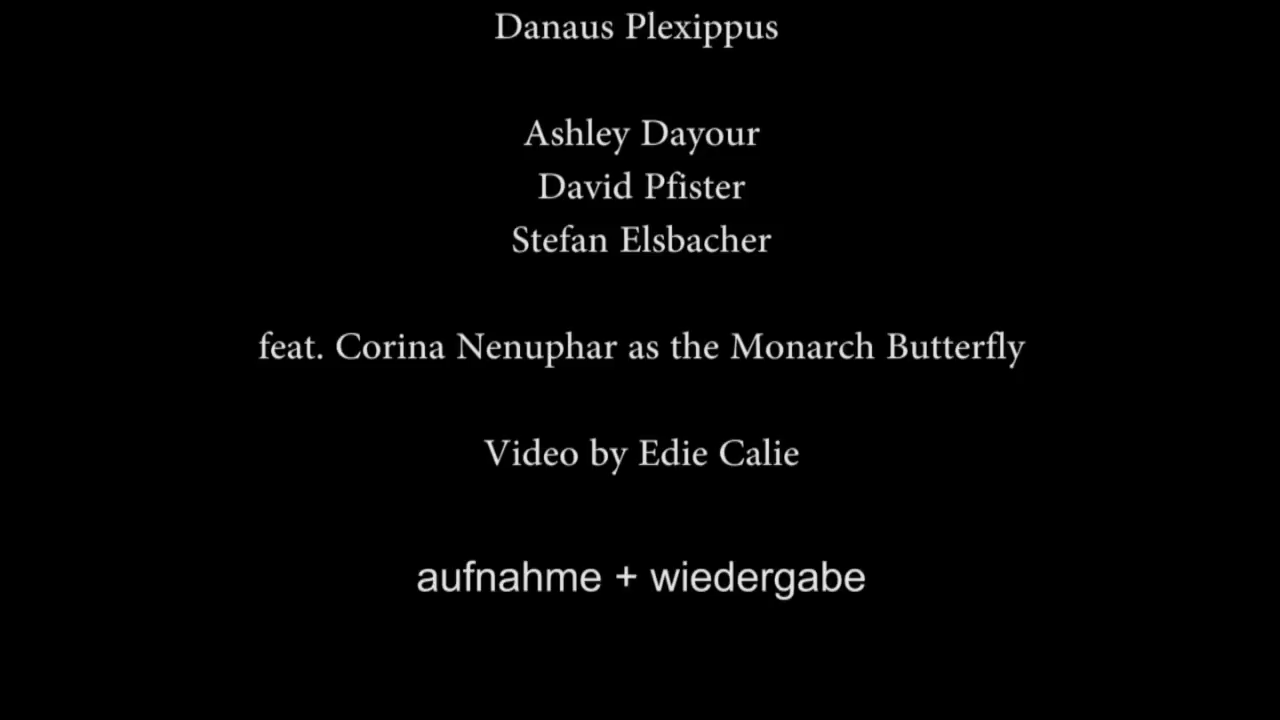 Danaus Plexippus
Ashley Dayour
David Pfister
Stefan Elsbacher
feat. Corina Nenuphar as the Monarch Butterfly
Video by Edie Calie
aufnahme + wiedergabe